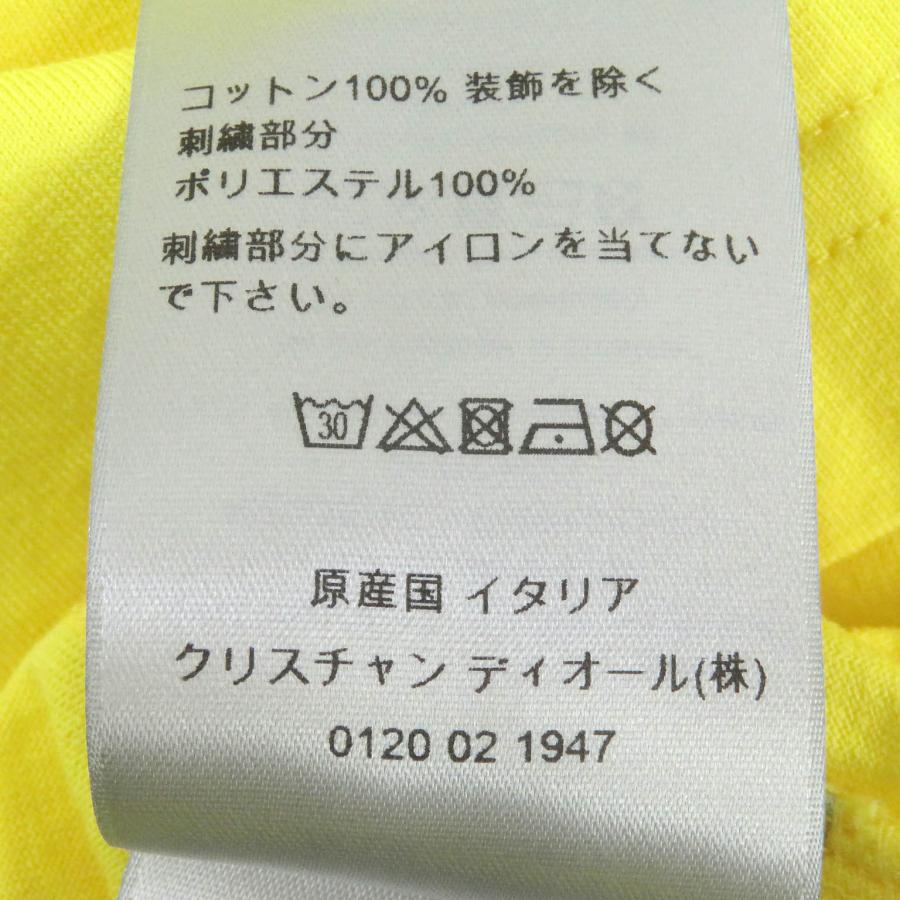 コットン100% 装飾を除く
刺繍部分
ポリエステル100%
刺繍部分にアイロンを当てない
で下さい。
30
原産国 イタリア
クリスチャン ディオール(株)
0120 02 1947